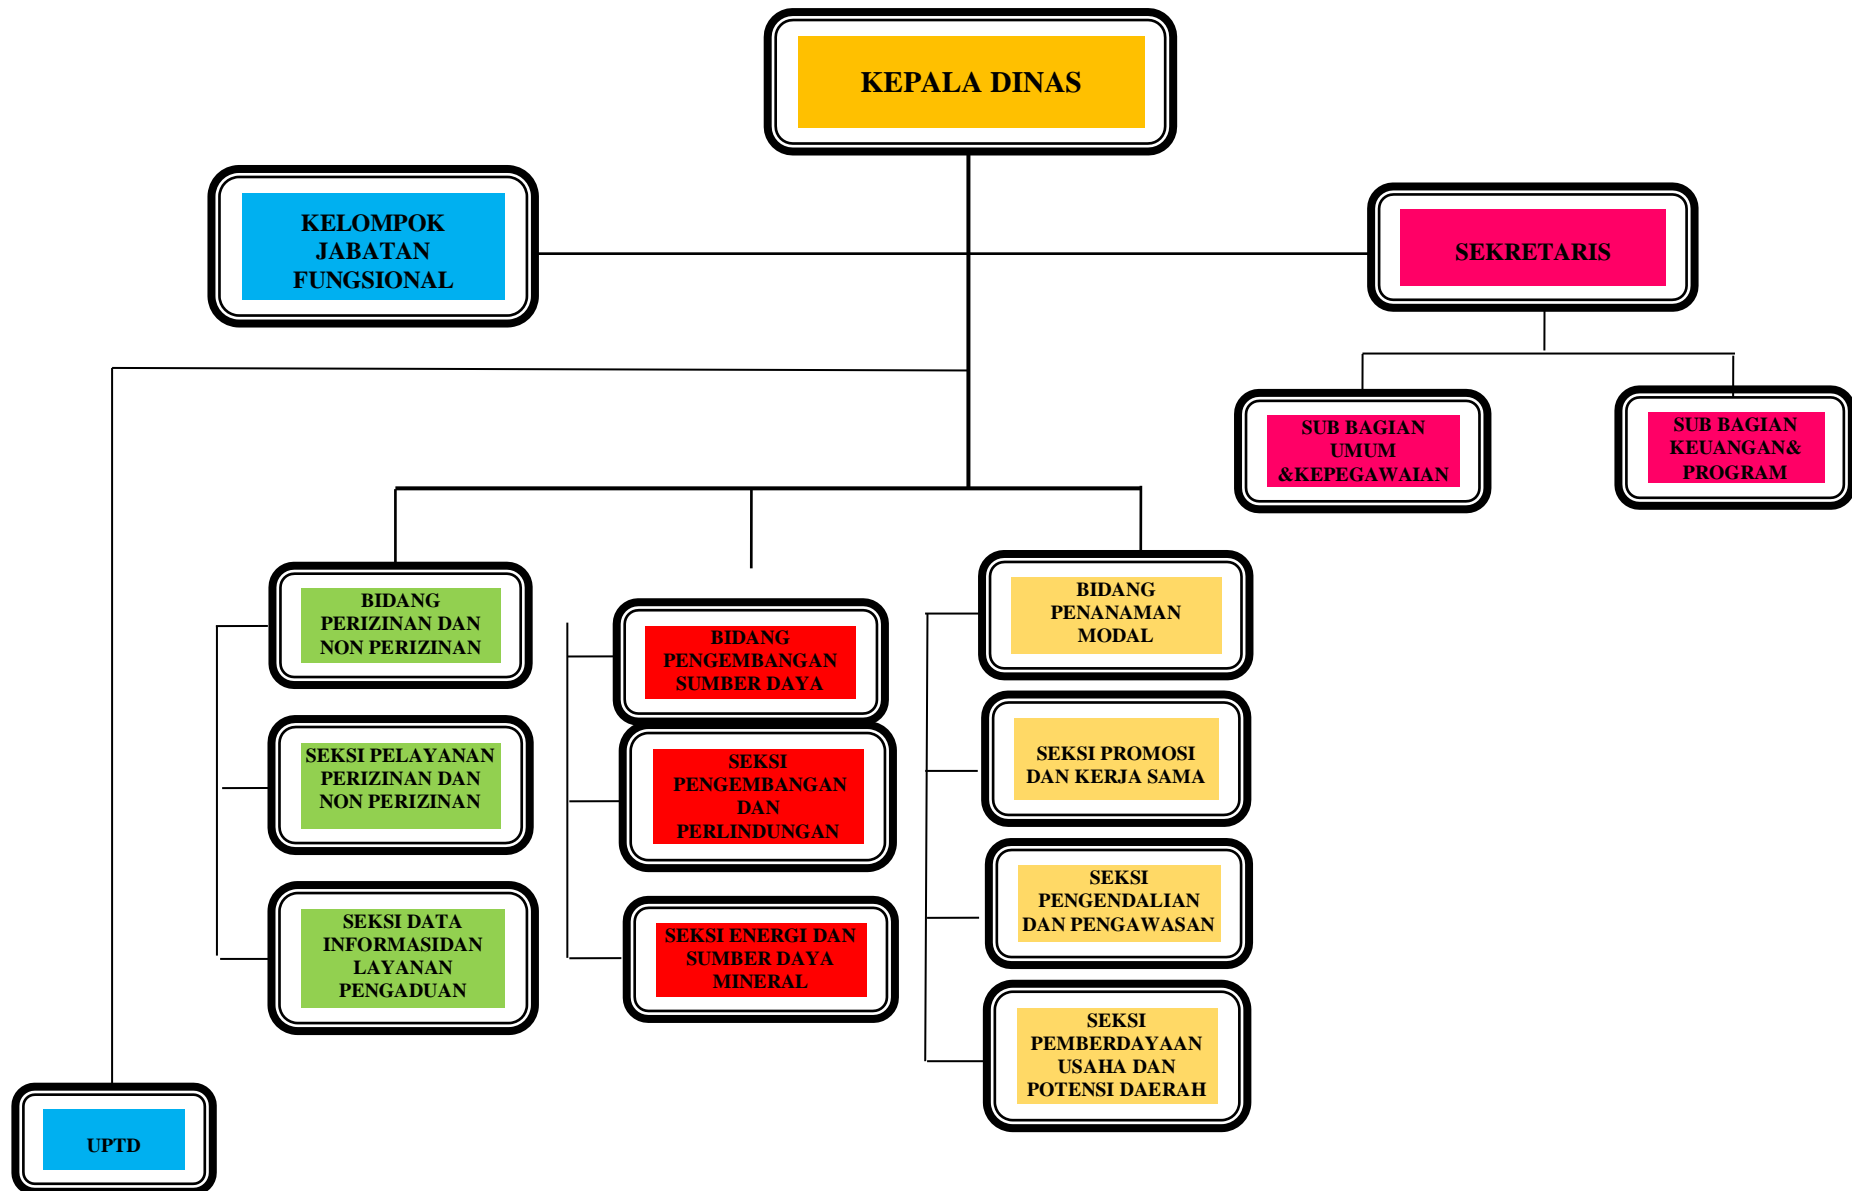 KEPALA DINAS
KELOMPOK
JABATAN
FUNGSIONAL
SEKRETARIS
SUB BAGIAN
UMUM
&KEPEGAWAIAN
SUB BAGIAN
KEUANGAN&
PROGRAM
BIDANG
PERIZINAN DAN
NON PERIZINAN
SEKSI PELAYANAN
PERIZINAN DAN
NON PERIZINAN
SEKSI DATA
INFORMASIDAN
LAYANAN
PENGADUAN
BIDANG
PENGEMBANGAN
SUMBER DAYA
SEKSI
PENGEMBANGAN
DAN
PERLINDUNGAN
SEKSI ENERGI DAN
SUMBER DAYA
MINERAL
BIDANG
PENANAMAN
MODAL
SEKSI PROMOSI
DAN KERJA SAMA
SEKSI
PENGENDALIAN
DAN PENGAWASAN
SEKSI
PEMBERDAYAAN
USAHA DAN
POTENSI DAERAH
UPTD